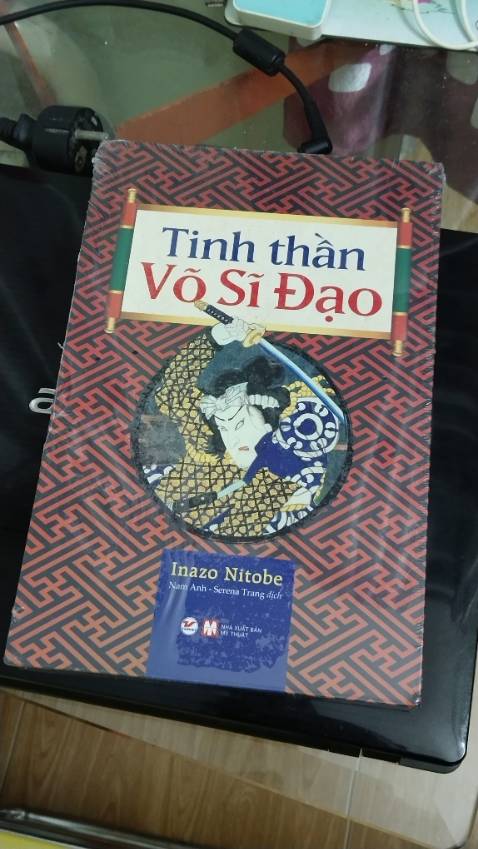 Tinh thần
Võ Sĩ Đạo
Inazo Nitobe
Nam Anh - Serena Trang dịch
NHÀ XUẤT BẢN
MỸ THUẬT